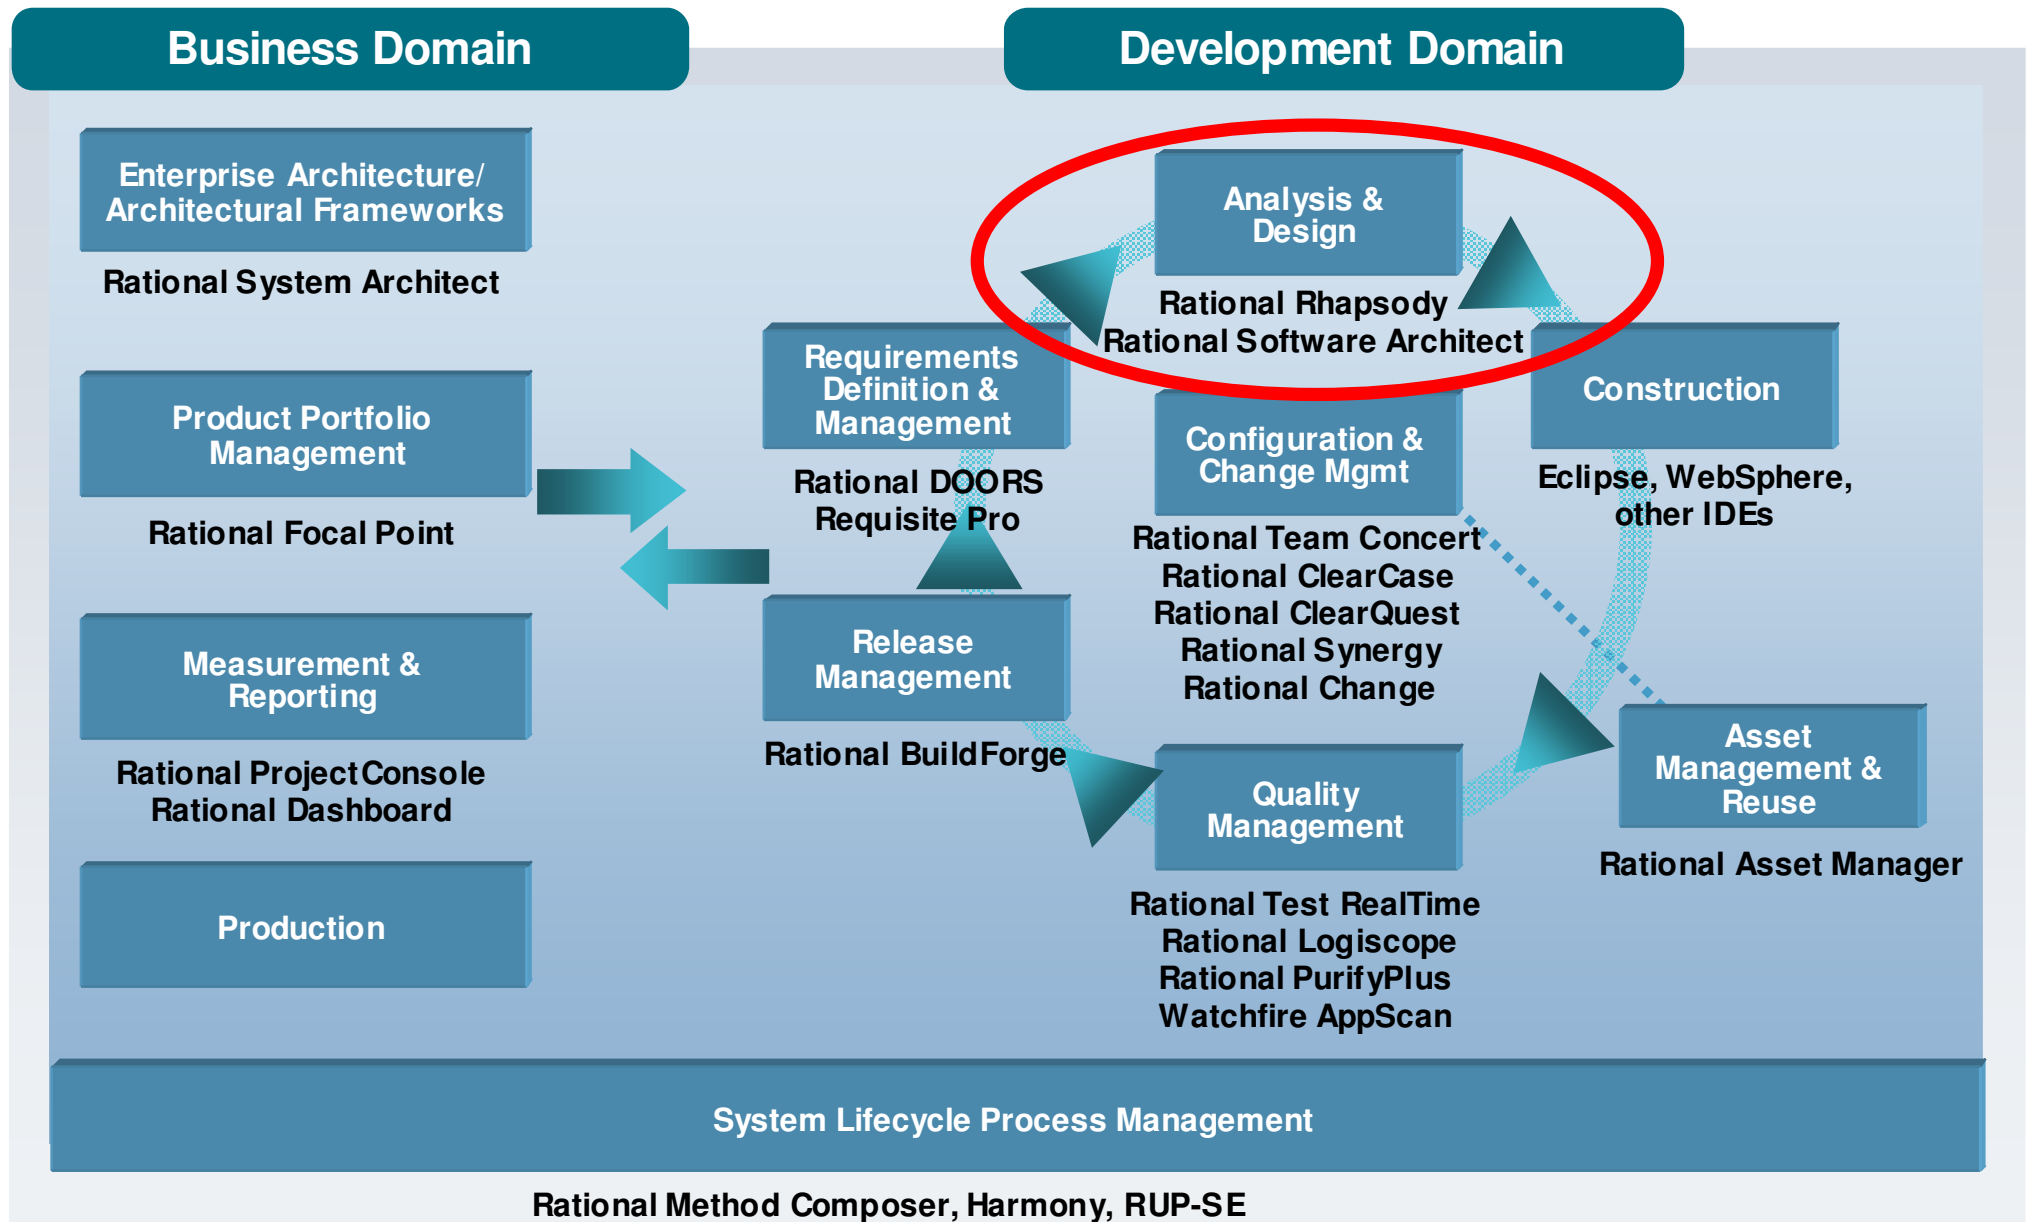 Business Domain
Development Domain
Enterprise Architecture/
Architectural Frameworks
Rational System Architect
Product Portfolio
Management
Rational Focal Point
Measurement &
Reporting
Rational ProjectConsole
Rational Dashboard
Production
Analysis &
Design
Rational Rhapsody
Rational Software Architect
Requirements
Definition &
Management
Rational DOORS
Requisite Pro
Construction
Eclipse, WebSphere,
other IDEs
Configuration &
Change Mgmt
Rational Team Concert
Rational ClearCase
Rational ClearQuest
Rational Synergy
Rational Change
Release
Management
Rational BuildForge
Quality
Management
Rational Test RealTime
Rational Logiscope
Rational PurifyPlus
Watchfire AppScan
Asset
Management &
Reuse
Rational Asset Manager
System Lifecycle Process Management
Rational Method Composer, Harmony, RUP-SE